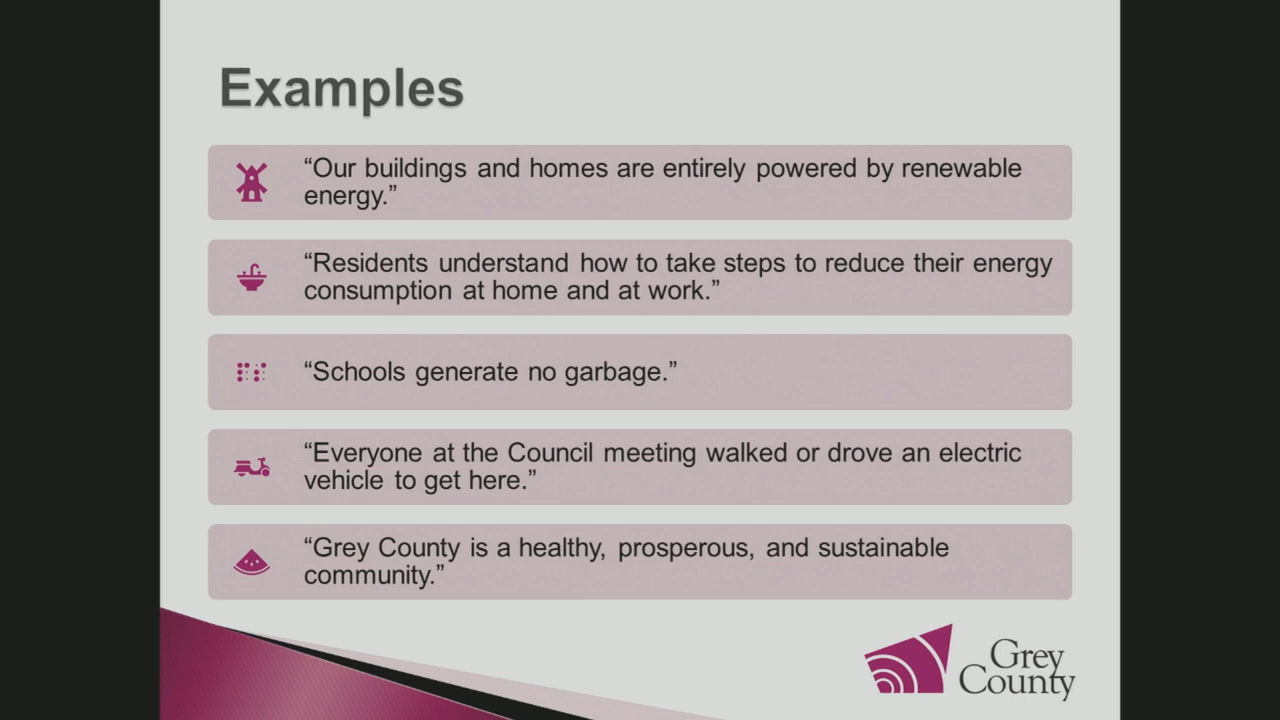 Examples
“Our buildings and homes are entirely powered by renewable
energy.”
“Residents understand how to take steps to reduce their energy
consumption at home and at work.”
“Schools generate no garbage.”
“Everyone at the Council meeting walked or drove an electric
vehicle to get here.”
“Grey County is a healthy, prosperous, and sustainable
community.”
Grey
County